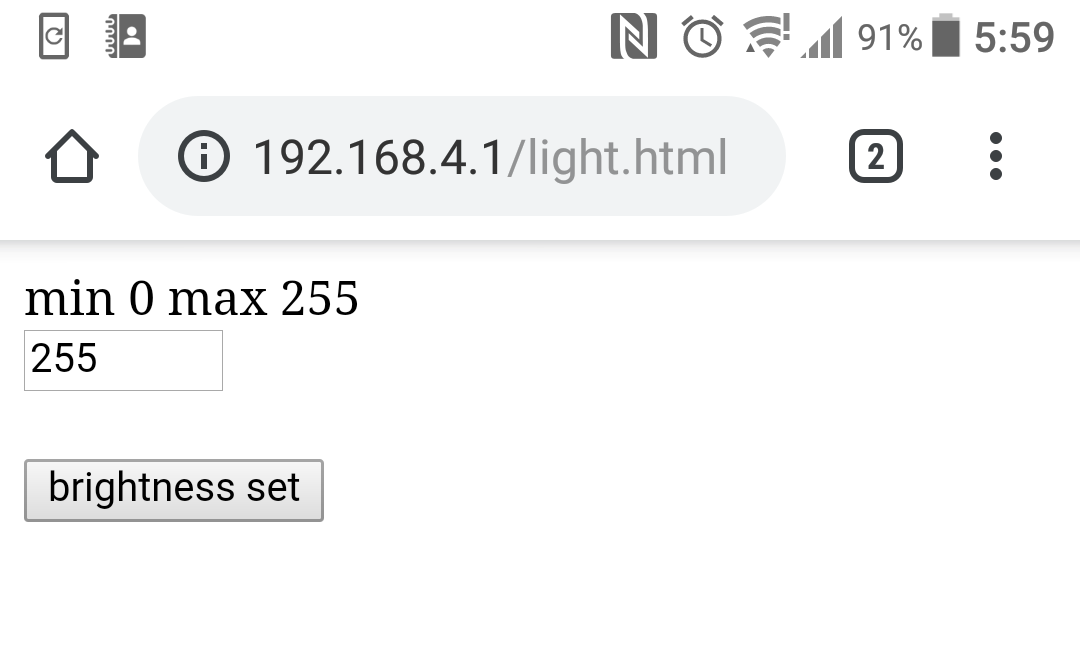 91% 5:59
192.168.4.1/light.html 2
min 0 max 255
255
brightness set